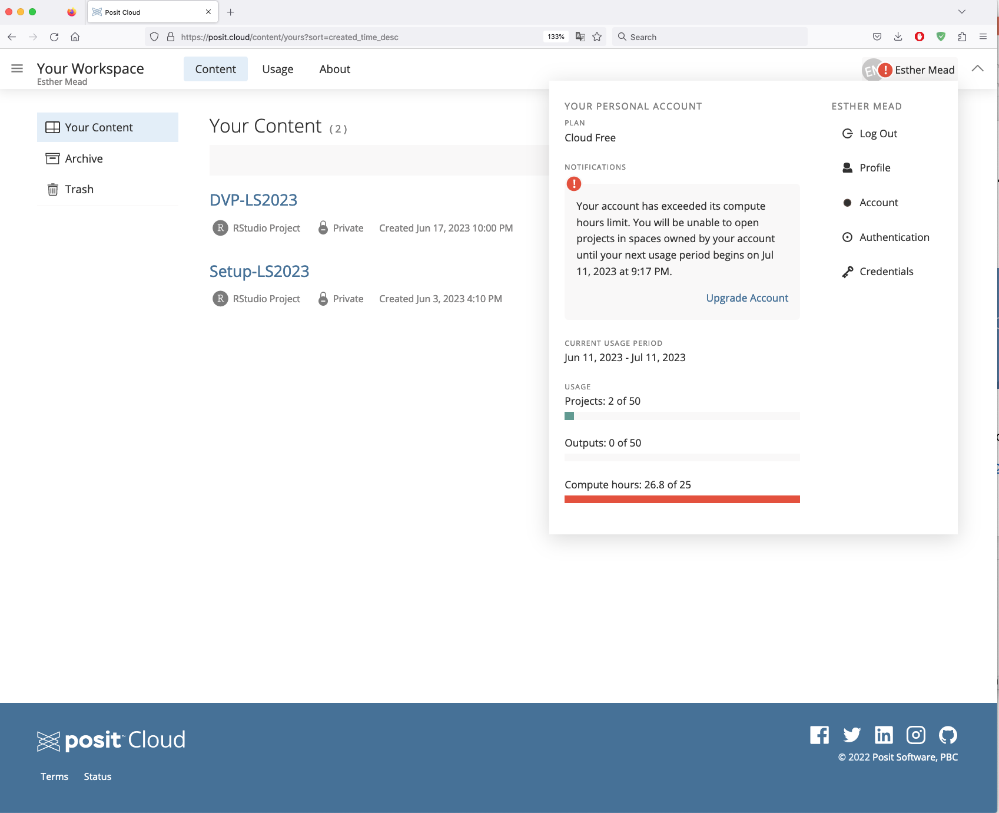 Posit Cloud
https://posit.cloud/content/yours?sort=created_time_desc
133%
Search
Your Workspace
Esther Mead
Content
Usage
About
EM
Esther Mead
Your Content
Archive
Trash
Your Content (2)
DVP-LS2023
R RStudio Project Private Created Jun 17, 2023 10:00 PM
Setup-LS2023
R RStudio Project Private Created Jun 3, 2023 4:10 PM
YOUR PERSONAL ACCOUNT
PLAN
Cloud Free
NOTIFICATIONS
Your account has exceeded its compute
hours limit. You will be unable to open
projects in spaces owned by your account
until your next usage period begins on Jul
11, 2023 at 9:17 PM.
Upgrade Account
CURRENT USAGE PERIOD
Jun 11, 2023 - Jul 11, 2023
USAGE
Projects: 2 of 50
Outputs: 0 of 50
Compute hours: 26.8 of 25
ESTHER MEAD
Log Out
Profile
Account
Authentication
Credentials
posit™ Cloud
Terms
Status
© 2022 Posit Software, PBC